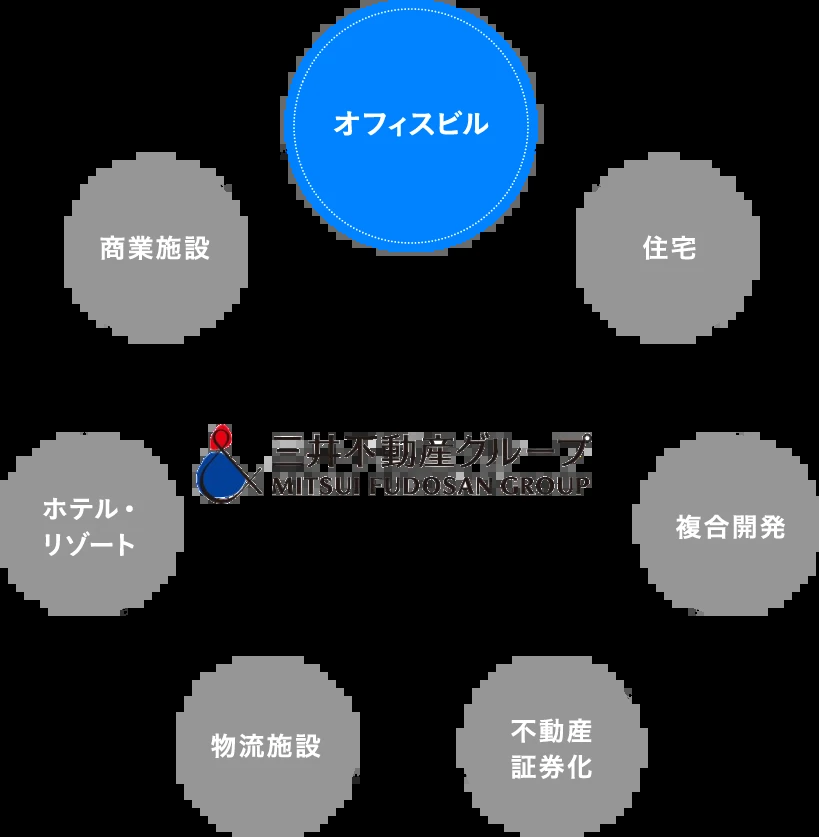 オフィスビル
商業施設
住宅
三井不動産グループ
MITSUI FUDOSAN GROUP
ホテル・
リゾート
複合開発
物流施設
不動産
証券化